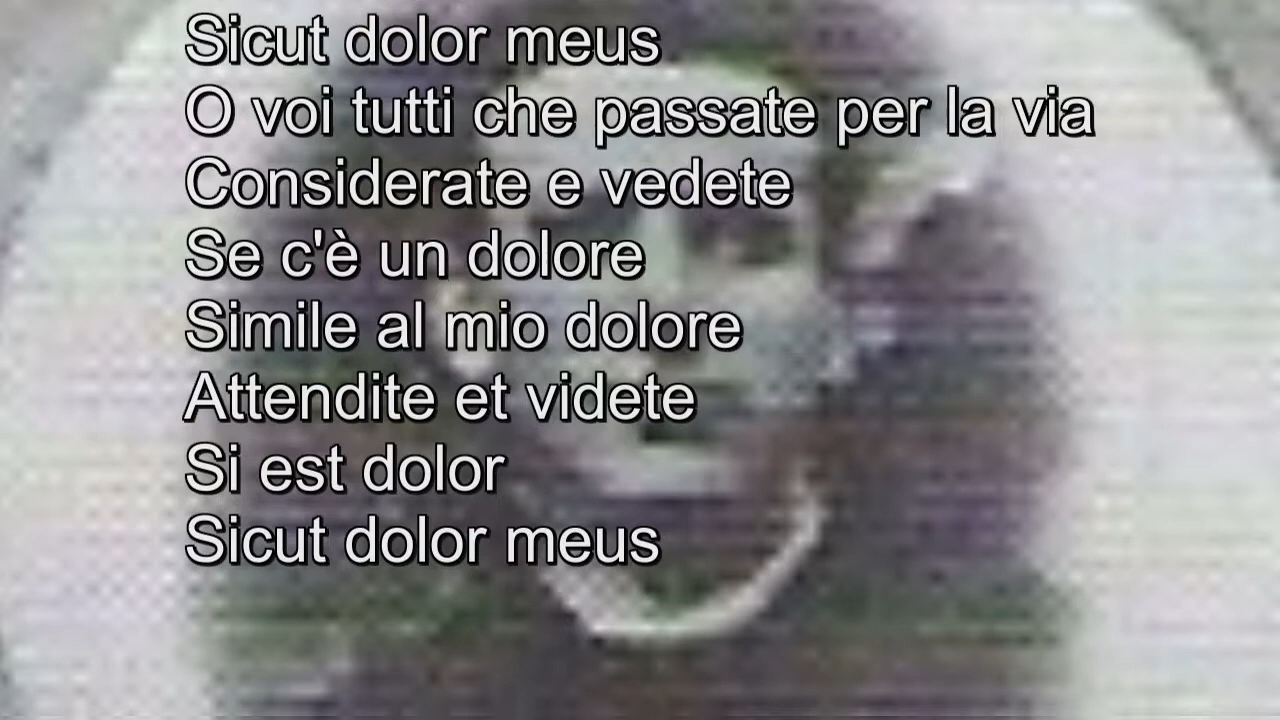 Sicut dolor meus
O voi tutti che passate per la via
Considerate e vedete
Se c'è un dolore
Simile al mio dolore
Attendite et videte
Si est dolor
Sicut dolor meus